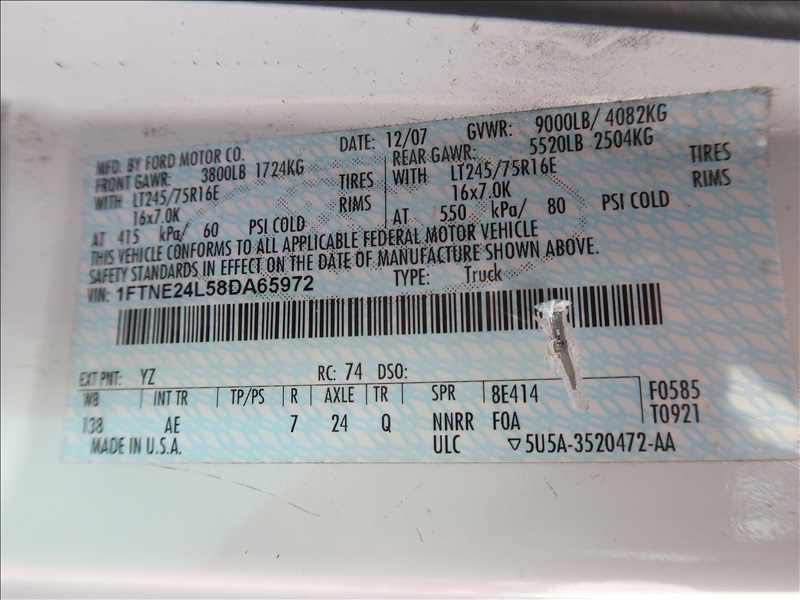 MFD. BY FORD MOTOR CO. DATE: 12/07 GVWR: 9000LB/ 4082KG
FRONT GAWR: 3800LB 1724KG REAR GAWR: 5520LB 2504KG
WITH LT245/75R16E TIRES WITH LT245/75R16E TIRES
16x7.0K RIMS 16x7.0K RIMS
AT 415 kPa/ 60 PSI COLD AT 550 kPa/ 80 PSI COLD
THIS VEHICLE CONFORMS TO ALL APPLICABLE FEDERAL MOTOR VEHICLE
SAFETY STANDARDS IN EFFECT ON THE DATE OF MANUFACTURE SHOWN ABOVE.
VIN: 1FTNE24L58DA65972 TYPE: Truck
EXT PNT: YZ RC: 74 DSO:
WB INT TR TP/PS R AXLE TR SPR 8E414 F0585
138 AE 7 24 Q NNRR F0A T0921
MADE IN U.S.A. ULC ▽5U5A-3520472-AA